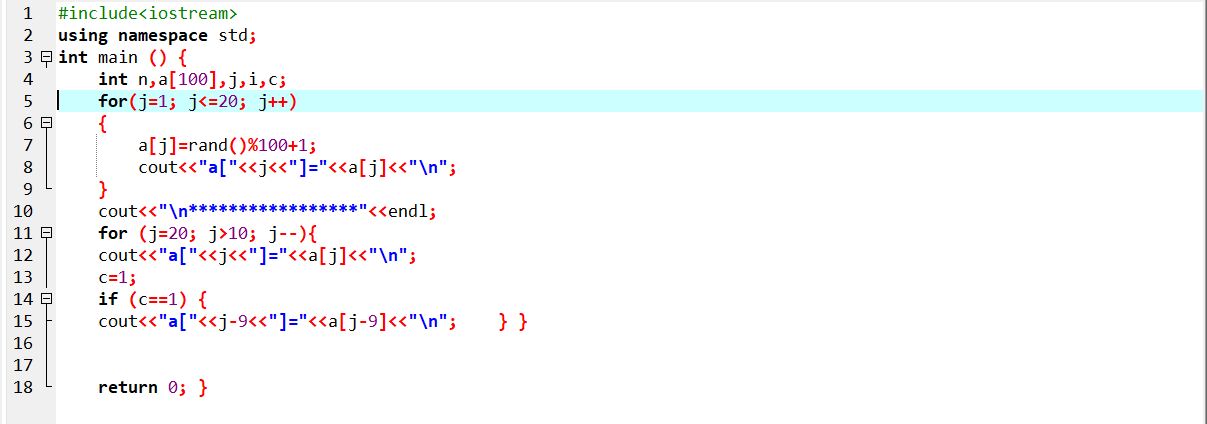 1 #include<iostream>
2 using namespace std;
3 int main () {
4 int n,a[100],j,i,c;
5 for(j=1; j<=20; j++)
6 {
7 a[j]=rand()%100+1;
8 cout<<"a["<<j<<"]="<<a[j]<<"\n";
9 }
10 cout<<"\n*****************"<<endl;
11 for (j=20; j>10; j--){
12 cout<<"a["<<j<<"]="<<a[j]<<"\n";
13 c=1;
14 if (c==1) {
15 cout<<"a["<<j-9<<"]="<<a[j-9]<<"\n"; } }
16
17
18 return 0; }